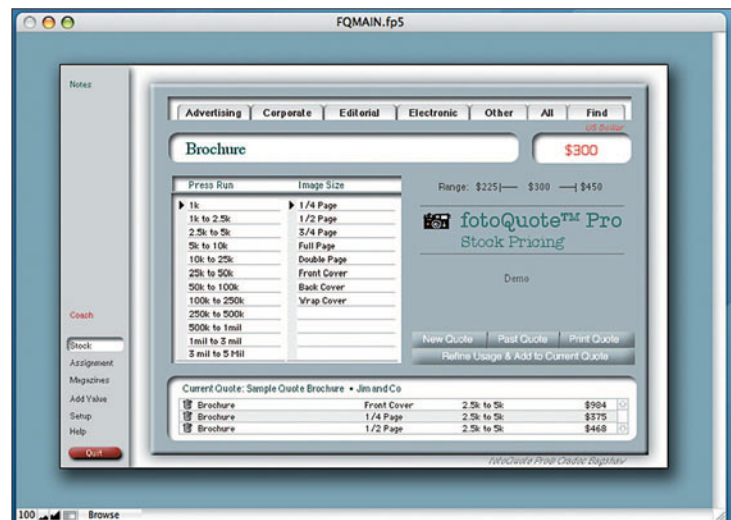 FQMAIN.fp5
Notes
Advertising Corporate Editorial Electronic Other All Find
US Dollar
Brochure
$300
Press Run Image Size
Range: $225|— $300 —| $450
1k 1/4 Page
1k to 2.5k 1/2 Page
2.5k to 5k 3/4 Page
5k to 10k Full Page
10k to 25k Double Page
25k to 50k Front Cover
50k to 100k Back Cover
100k to 250k Wrap Cover
250k to 500k
500k to 1mil
1mil to 3 mil
3 mil to 5 Mil
fotoQuote™ Pro
Stock Pricing
Demo
New Quote Past Quote Print Quote
Refine Usage & Add to Current Quote
Coach
Stock
Assignment
Magazines
Add Value
Setup
Help
Quit
Current Quote: Sample Quote Brochure • Jim and Co
Brochure Front Cover 2.5k to 5k $984
Brochure 1/4 Page 2.5k to 5k $375
Brochure 1/2 Page 2.5k to 5k $468
fotoQuote Pro© Cradoc Bagshaw
100 Browse